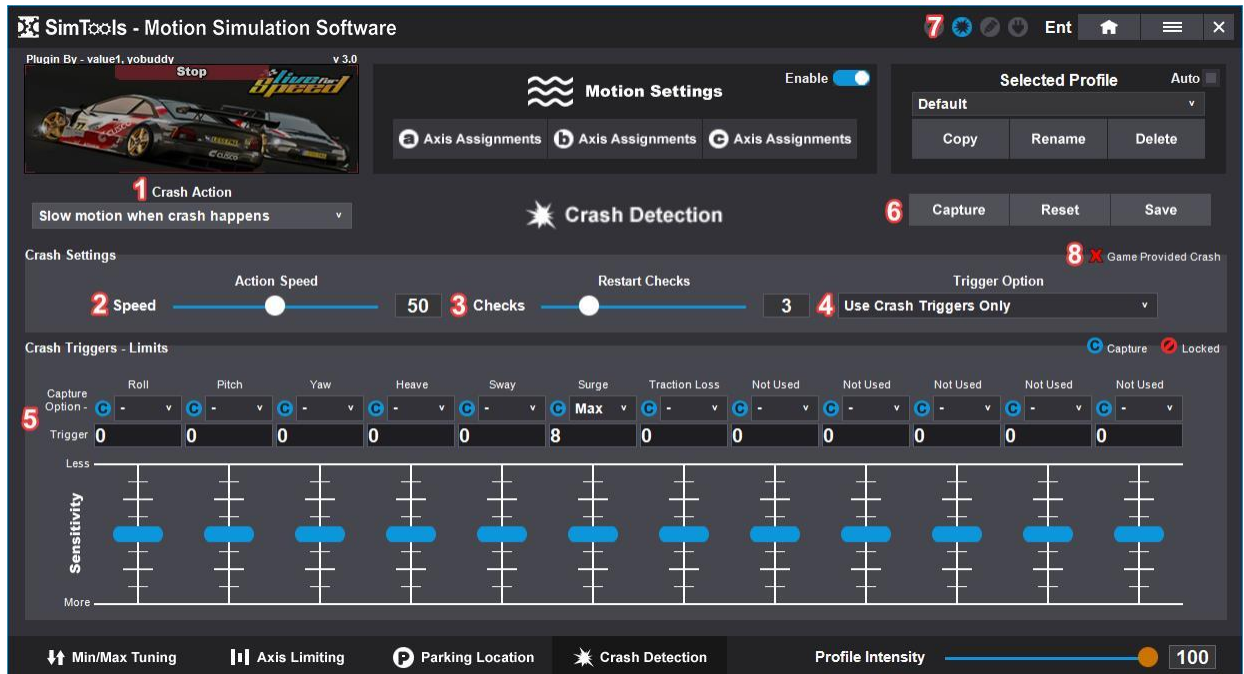 SimTools - Motion Simulation Software
7
Ent
Plugin By - value1, yobuddy
v 3.0
Stop
Live for Speed
Motion Settings
Enable
a Axis Assignments
b Axis Assignments
c Axis Assignments
Selected Profile
Auto
Default
Copy
Rename
Delete
1 Crash Action
Slow motion when crash happens
Crash Detection
6 Capture
Reset
Save
Crash Settings
8 X Game Provided Crash
Action Speed
2 Speed
50
Restart Checks
3 Checks
3
Trigger Option
4 Use Crash Triggers Only
Crash Triggers - Limits
C Capture
Locked
Roll Pitch Yaw Heave Sway Surge Traction Loss Not Used Not Used Not Used Not Used Not Used
Capture
Option - C - C - C - C - C - C Max C - C - C - C - C - C -
5
Trigger 0 0 0 0 0 8 0 0 0 0 0 0
Less
Sensitivity
More
Min/Max Tuning
Axis Limiting
P Parking Location
Crash Detection
Profile Intensity
100